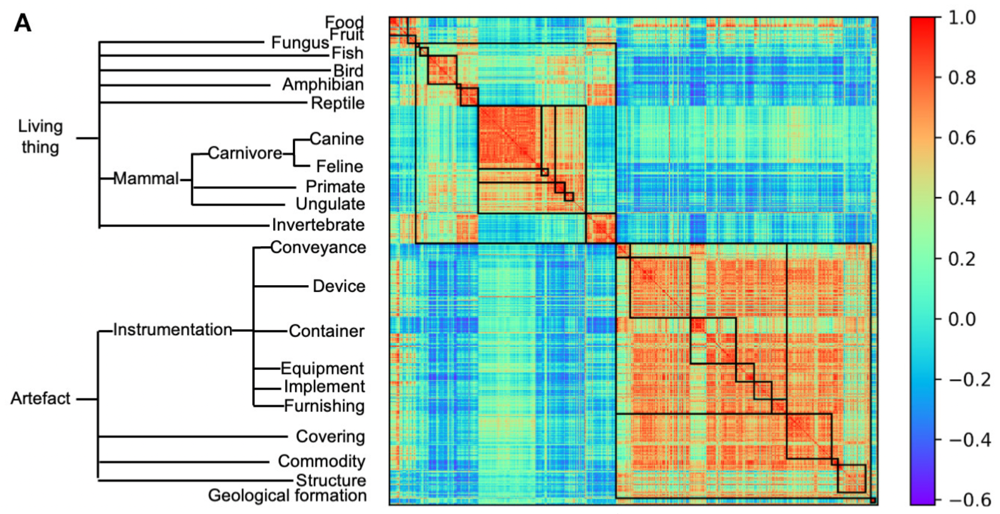 A
Food
Fruit
Fungus
Fish
Bird
Amphibian
Reptile
Living
thing
Canine
Carnivore
Feline
Mammal
Primate
Ungulate
Invertebrate
Conveyance
Device
Instrumentation
Container
Equipment
Implement
Artefact
Furnishing
Covering
Commodity
Structure
Geological formation
1.0
0.8
0.6
0.4
0.2
0.0
−0.2
−0.4
−0.6